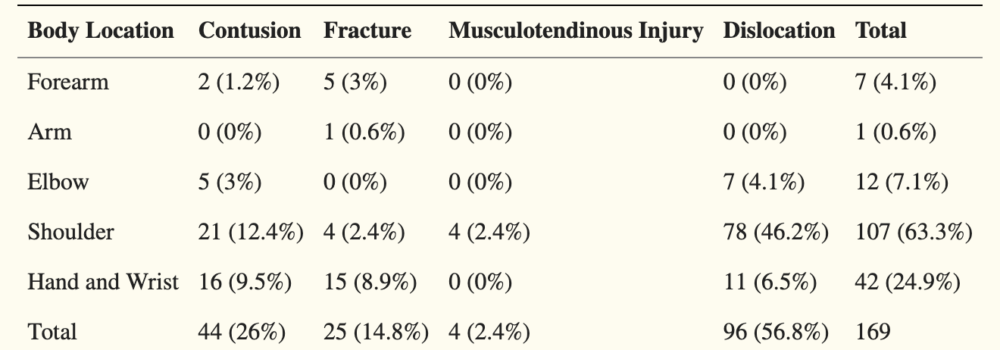 Body Location Contusion Fracture Musculotendinous Injury Dislocation Total
Forearm 2 (1.2%) 5 (3%) 0 (0%) 0 (0%) 7 (4.1%)
Arm 0 (0%) 1 (0.6%) 0 (0%) 0 (0%) 1 (0.6%)
Elbow 5 (3%) 0 (0%) 0 (0%) 7 (4.1%) 12 (7.1%)
Shoulder 21 (12.4%) 4 (2.4%) 4 (2.4%) 78 (46.2%) 107 (63.3%)
Hand and Wrist 16 (9.5%) 15 (8.9%) 0 (0%) 11 (6.5%) 42 (24.9%)
Total 44 (26%) 25 (14.8%) 4 (2.4%) 96 (56.8%) 169